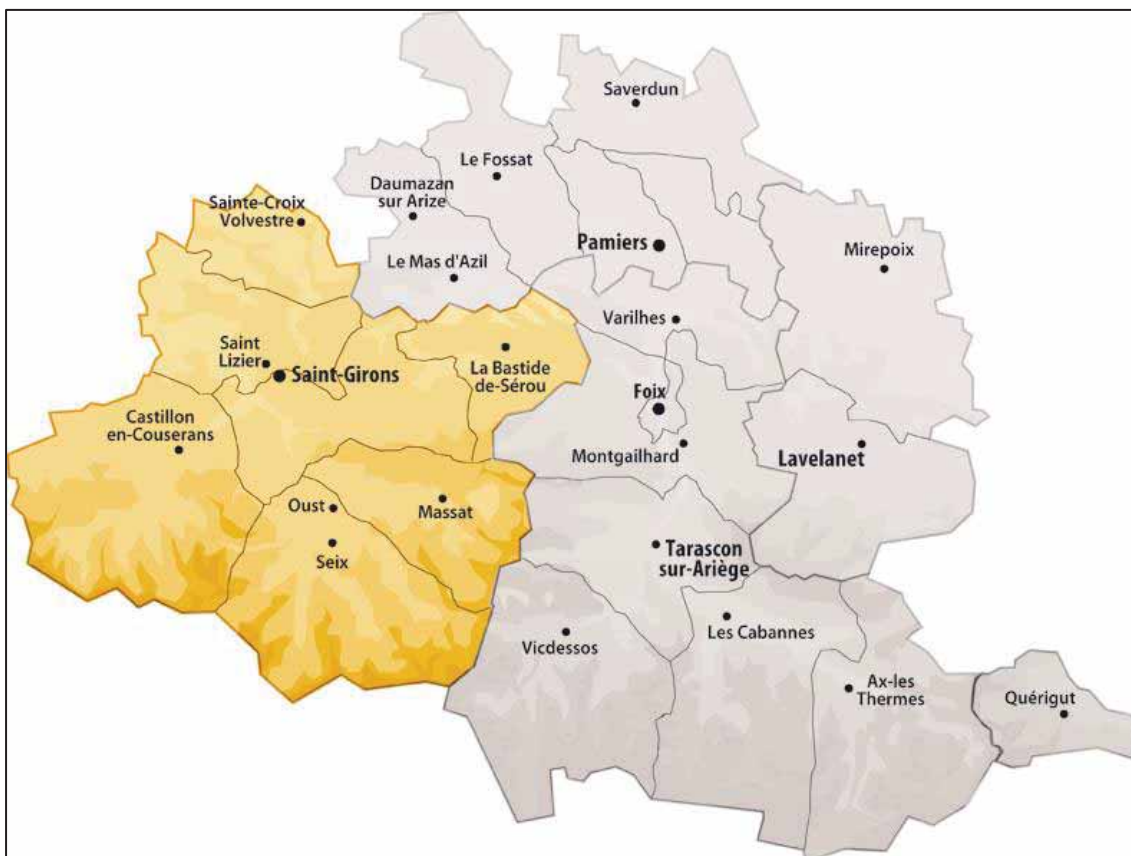 Saverdun
Le Fossat
Daumazan
sur Arize
Sainte-Croix
Volvestre
Pamiers
Mirepoix
Le Mas d'Azil
Varilhes
Saint
Lizier
Saint-Girons
La Bastide
de-Sérou
Foix
Castillon
en-Couserans
Montgailhard
Lavelanet
Oust
Massat
Seix
Tarascon
sur-Ariège
Vicdessos
Les Cabannes
Ax-les
Thermes
Quérigut